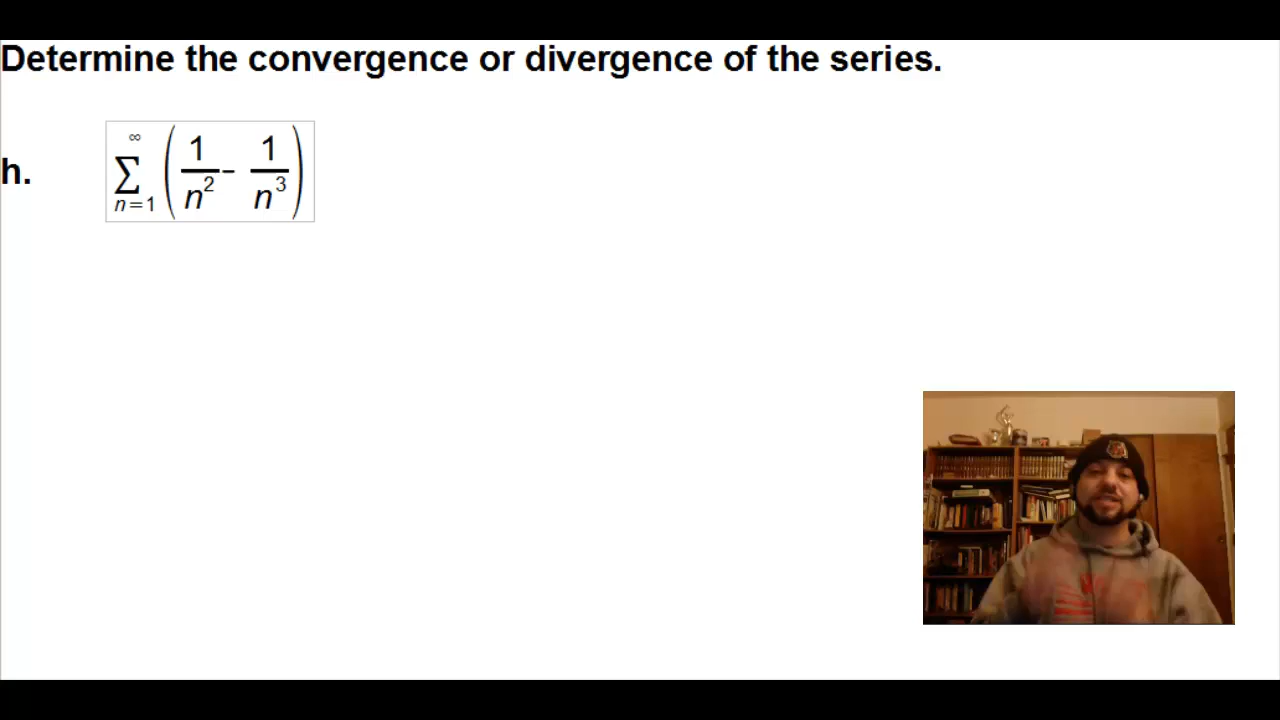 Determine the convergence or divergence of the series.
h. ∑_{n=1}^{∞} (1/n² - 1/n³)